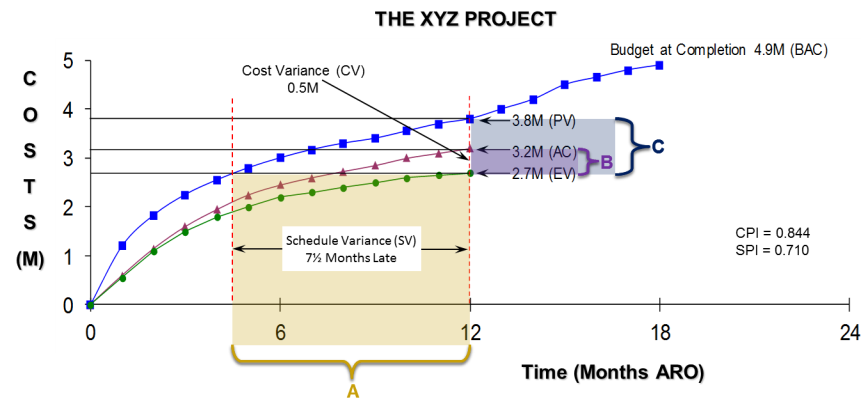 THE XYZ PROJECT
Budget at Completion 4.9M (BAC)
Cost Variance (CV)
0.5M
COSTS (M)
5
4
3
2
1
0
3.8M (PV)
3.2M (AC)
2.7M (EV)
C
B
Schedule Variance (SV)
7½ Months Late
CPI = 0.844
SPI = 0.710
0 6 12 18 24
A
Time (Months ARO)